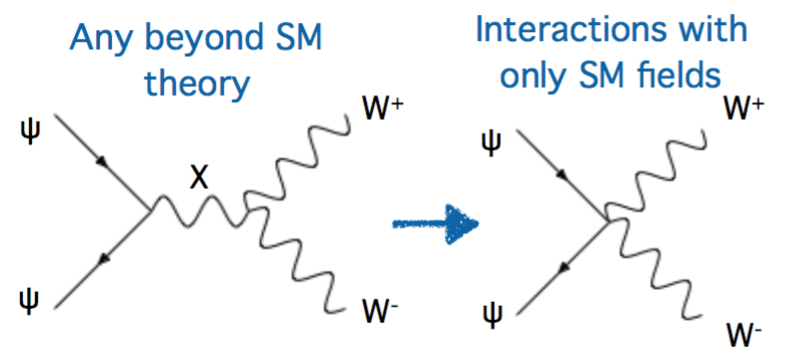 Any beyond SM
theory
Interactions with
only SM fields
ψ
X
W+
ψ
W-
ψ
W+
ψ
W-